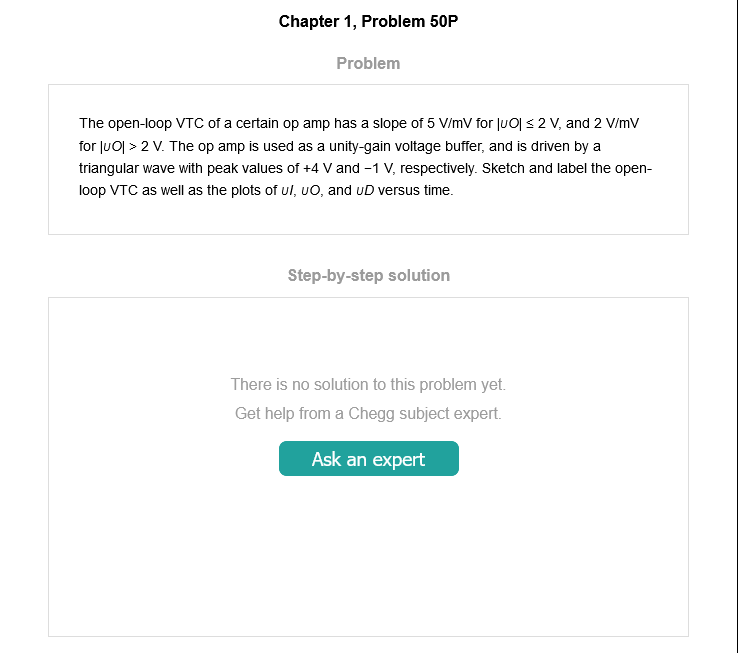 Chapter 1, Problem 50P
Problem
The open-loop VTC of a certain op amp has a slope of 5 V/mV for |υO| ≤ 2 V, and 2 V/mV
for |υO| > 2 V. The op amp is used as a unity-gain voltage buffer, and is driven by a
triangular wave with peak values of +4 V and −1 V, respectively. Sketch and label the open-
loop VTC as well as the plots of υI, υO, and υD versus time.
Step-by-step solution
There is no solution to this problem yet.
Get help from a Chegg subject expert.
Ask an expert